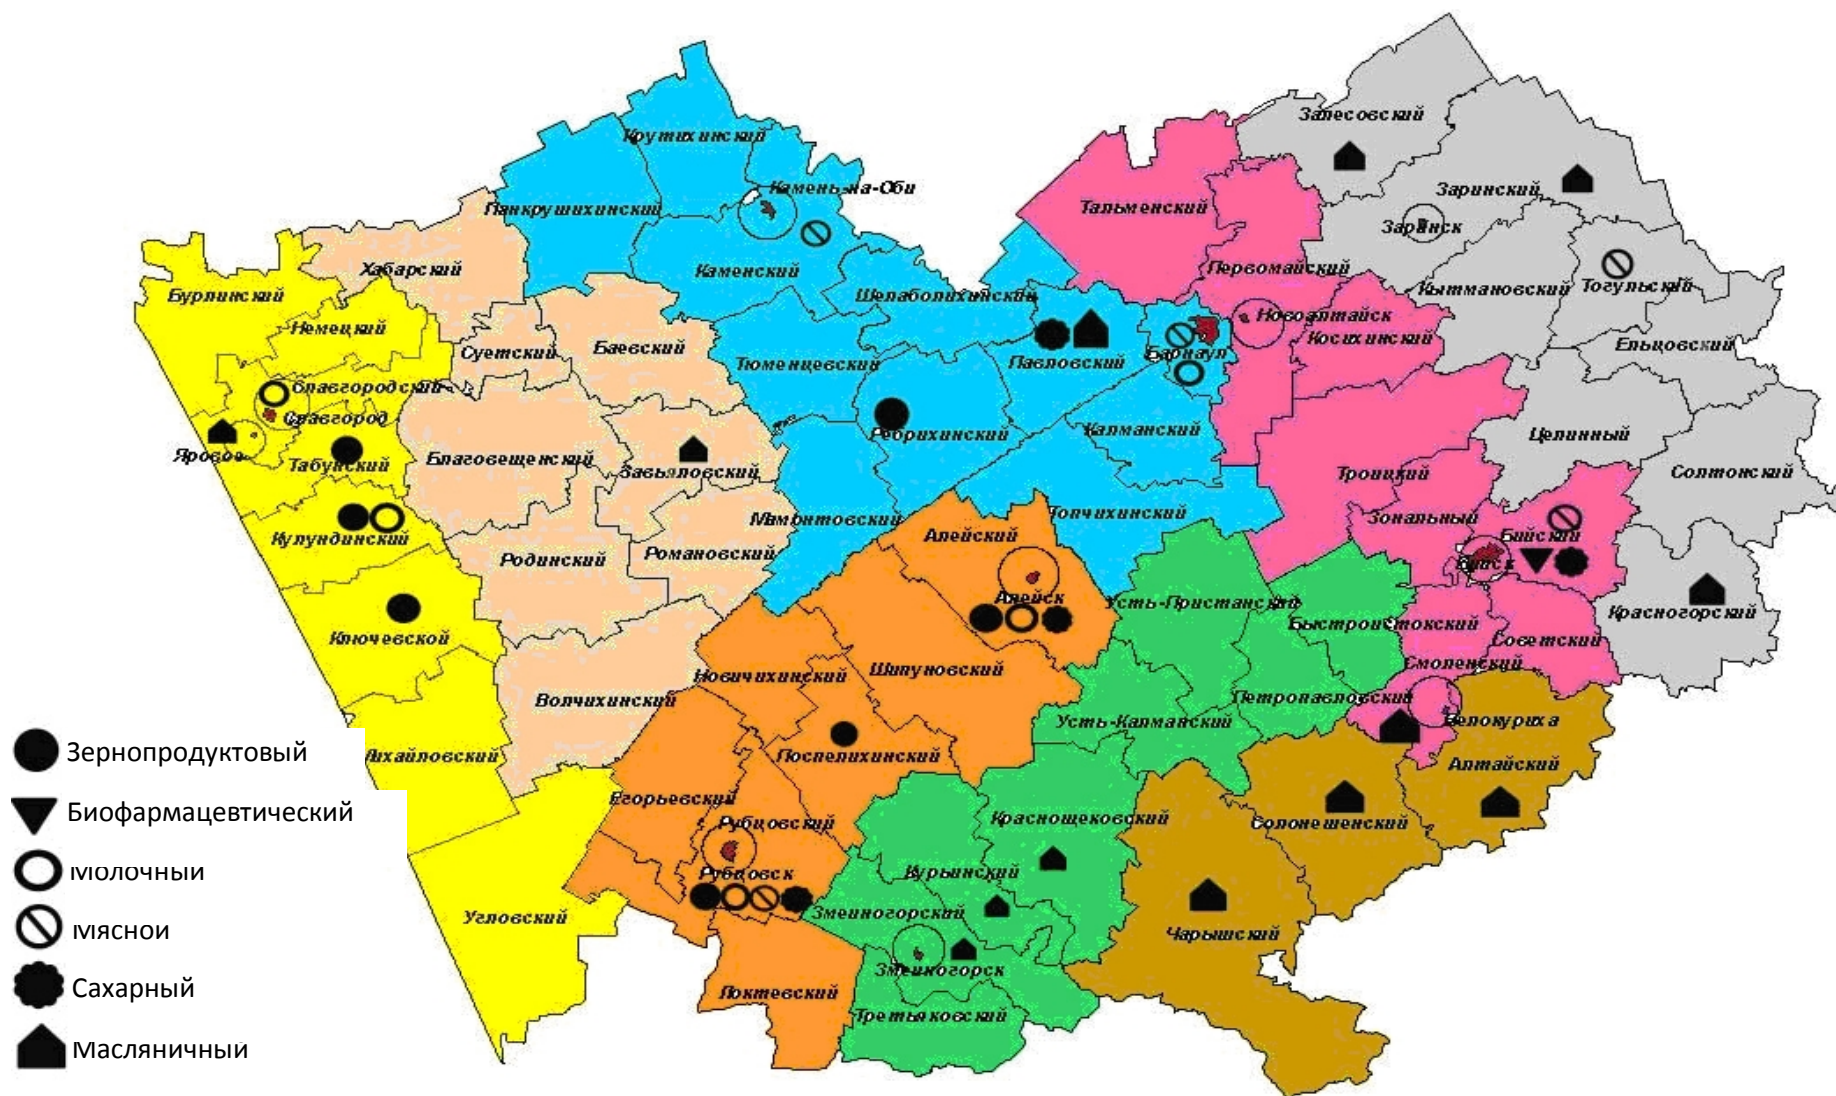 Залесовский
Крутихинский
Заринский
Камень-на-Оби
Панкрушихинский
Тальменский
Заринск
Хабарский
Каменский
Первомайский
Кытмановский
Тогульский
Бурлинский
Шелаболихинский
Немецкий
Новоалтайск
Косихинский
Суетский
Баевский
Тюменцевский
Павловский
Барнаул
Ельцовский
Славгородский
Славгород
Ребрихинский
Калманский
Целинный
Яровое
Табунский
Благовещенский
Завьяловский
Троицкий
Солтонский
Мамонтовский
Топчихинский
Зональный
Кулундинский
Алейский
Бийский
Родинский
Романовский
Бийск
Алейск
Усть-Пристанский
Быстроистокский
Красногорский
Ключевской
Советский
Шипуновский
Смоленский
Новичихинский
Волчихинский
Петропавловский
Усть-Калманский
Белокуриха
Зернопродуктовый
Михайловский
Поспелихинский
Алтайский
Егорьевский
Биофармацевтический
Рубцовский
Краснощековский
Солонешенский
Молочный
Рубцовск
Курьинский
Угловский
Змеиногорский
Мясной
Чарышский
Змеиногорск
Сахарный
Локтевский
Третьяковский
Масляничный